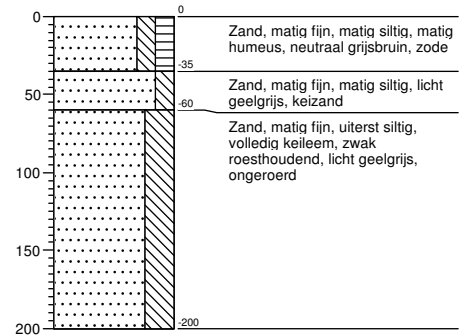 0
0
Zand, matig fijn, matig siltig, matig
humeus, neutraal grijsbruin, zode
-35
Zand, matig fijn, matig siltig, licht
geelgrijs, keizand
50
-60
Zand, matig fijn, uiterst siltig,
volledig keileem, zwak
roesthoudend, licht geelgrijs,
ongeroerd
100
150
-200
200